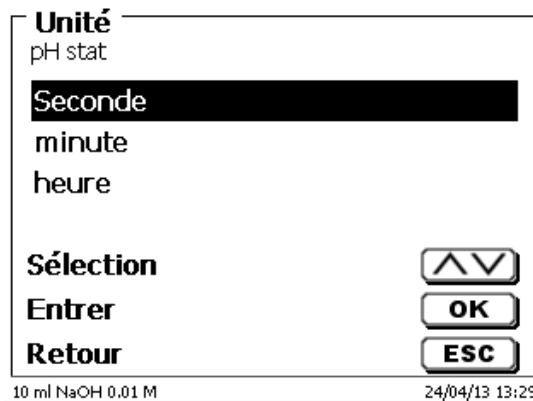 Unité
pH stat
Seconde
minute
heure
Sélection
Entrer OK
Retour ESC
10 ml NaOH 0.01 M 24/04/13 13:29